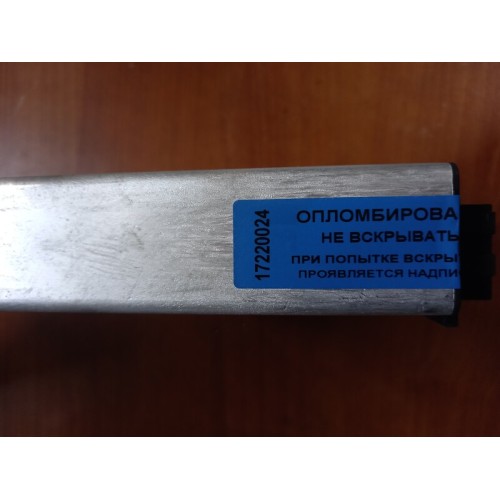 17220024
ОПЛОМБИРОВА
НЕ ВСКРЫВАТЬ
ПРИ ПОПЫТКЕ ВСКРЫ
ПРОЯВЛЯЕТСЯ НАДПИ